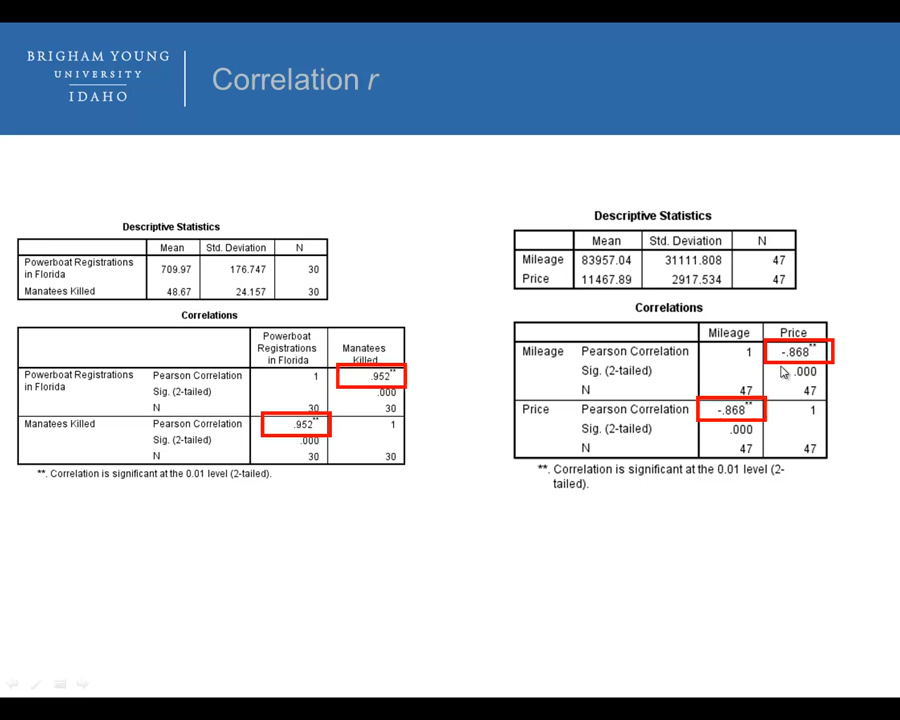 BRIGHAM YOUNG
UNIVERSITY
IDAHO
Correlation r
Descriptive Statistics
Mean Std. Deviation N
Powerboat Registrations
in Florida 709.97 176.747 30
Manatees Killed 48.67 24.157 30
Correlations
Powerboat
Registrations
in Florida
Manatees
Killed
Powerboat Registrations
in Florida
Pearson Correlation 1 .952**
Sig. (2-tailed) .000
N 30 30
Manatees Killed Pearson Correlation .952** 1
Sig. (2-tailed) .000
N 30 30
**. Correlation is significant at the 0.01 level (2-tailed).
Descriptive Statistics
Mean Std. Deviation N
Mileage 83957.04 31111.808 47
Price 11467.89 2917.534 47
Correlations
Mileage Price
Mileage Pearson Correlation 1 -.868**
Sig. (2-tailed) .000
N 47 47
Price Pearson Correlation -.868** 1
Sig. (2-tailed) .000
N 47 47
**. Correlation is significant at the 0.01 level (2-
tailed).